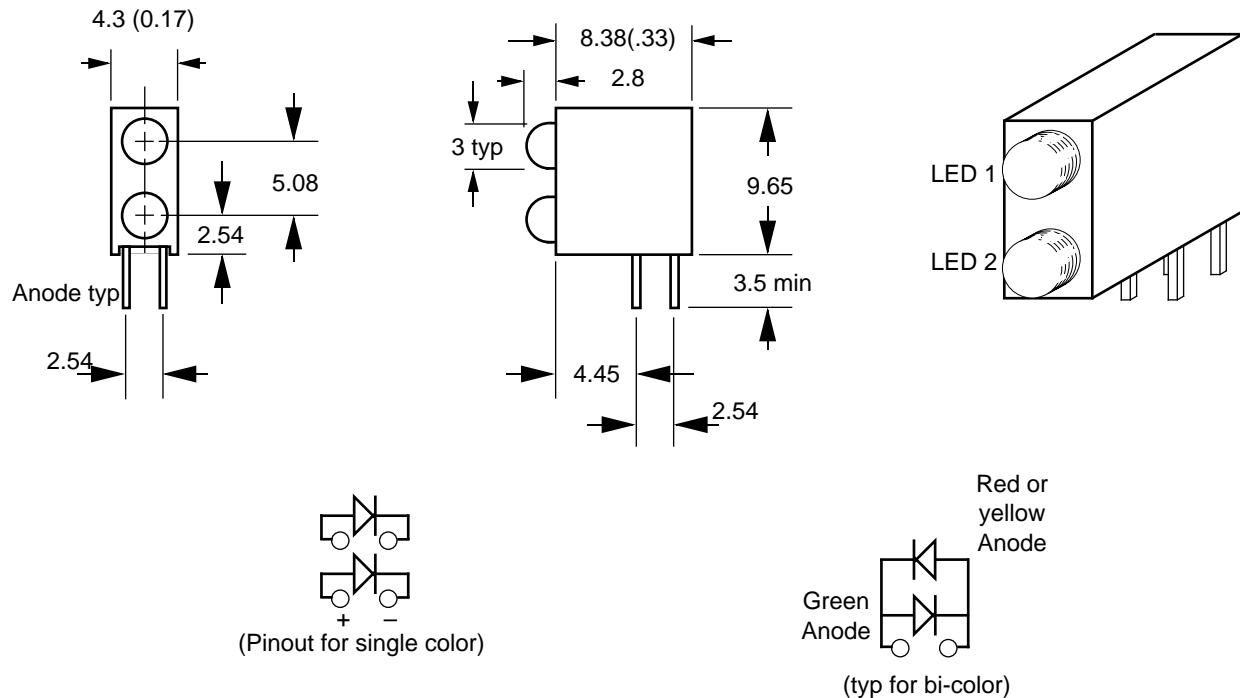 4.3 (0.17)
5.08
2.54
Anode typ
2.54
8.38(.33)
2.8
3 typ
9.65
3.5 min
4.45
2.54
LED 1
LED 2
+ −
(Pinout for single color)
Red or
yellow
Anode
Green
Anode
(typ for bi-color)